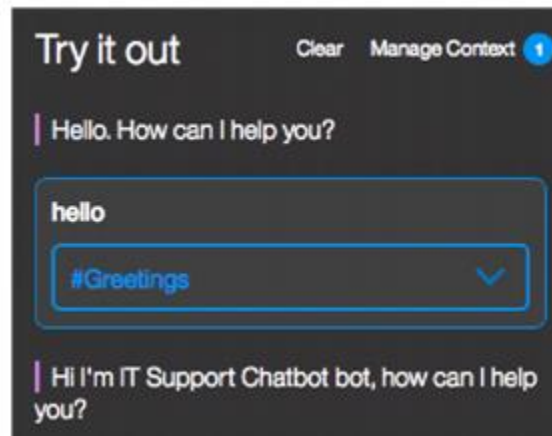 Try it out Clear Manage Context 1
Hello. How can I help you?
hello
#Greetings
Hi I'm IT Support Chatbot bot, how can I help
you?